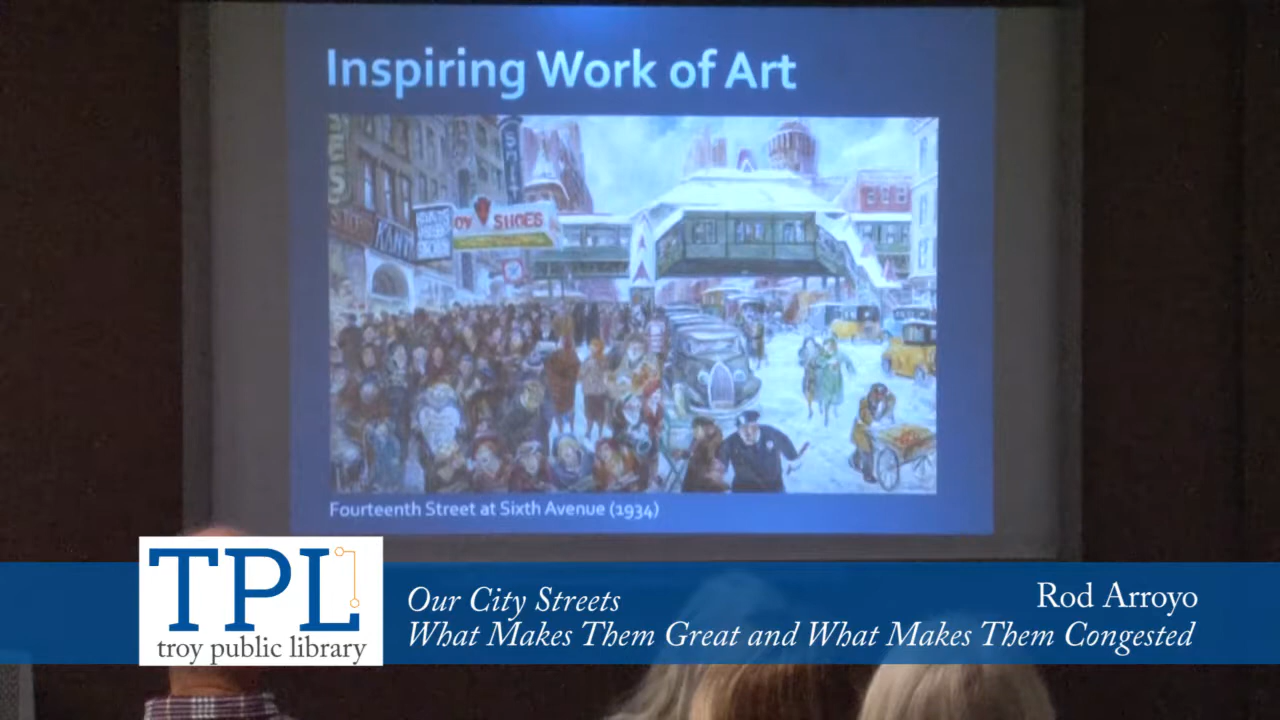 Inspiring Work of Art
SHOES
Fourteenth Street at Sixth Avenue (1934)
TPL
troy public library
Our City Streets
Rod Arroyo
What Makes Them Great and What Makes Them Congested